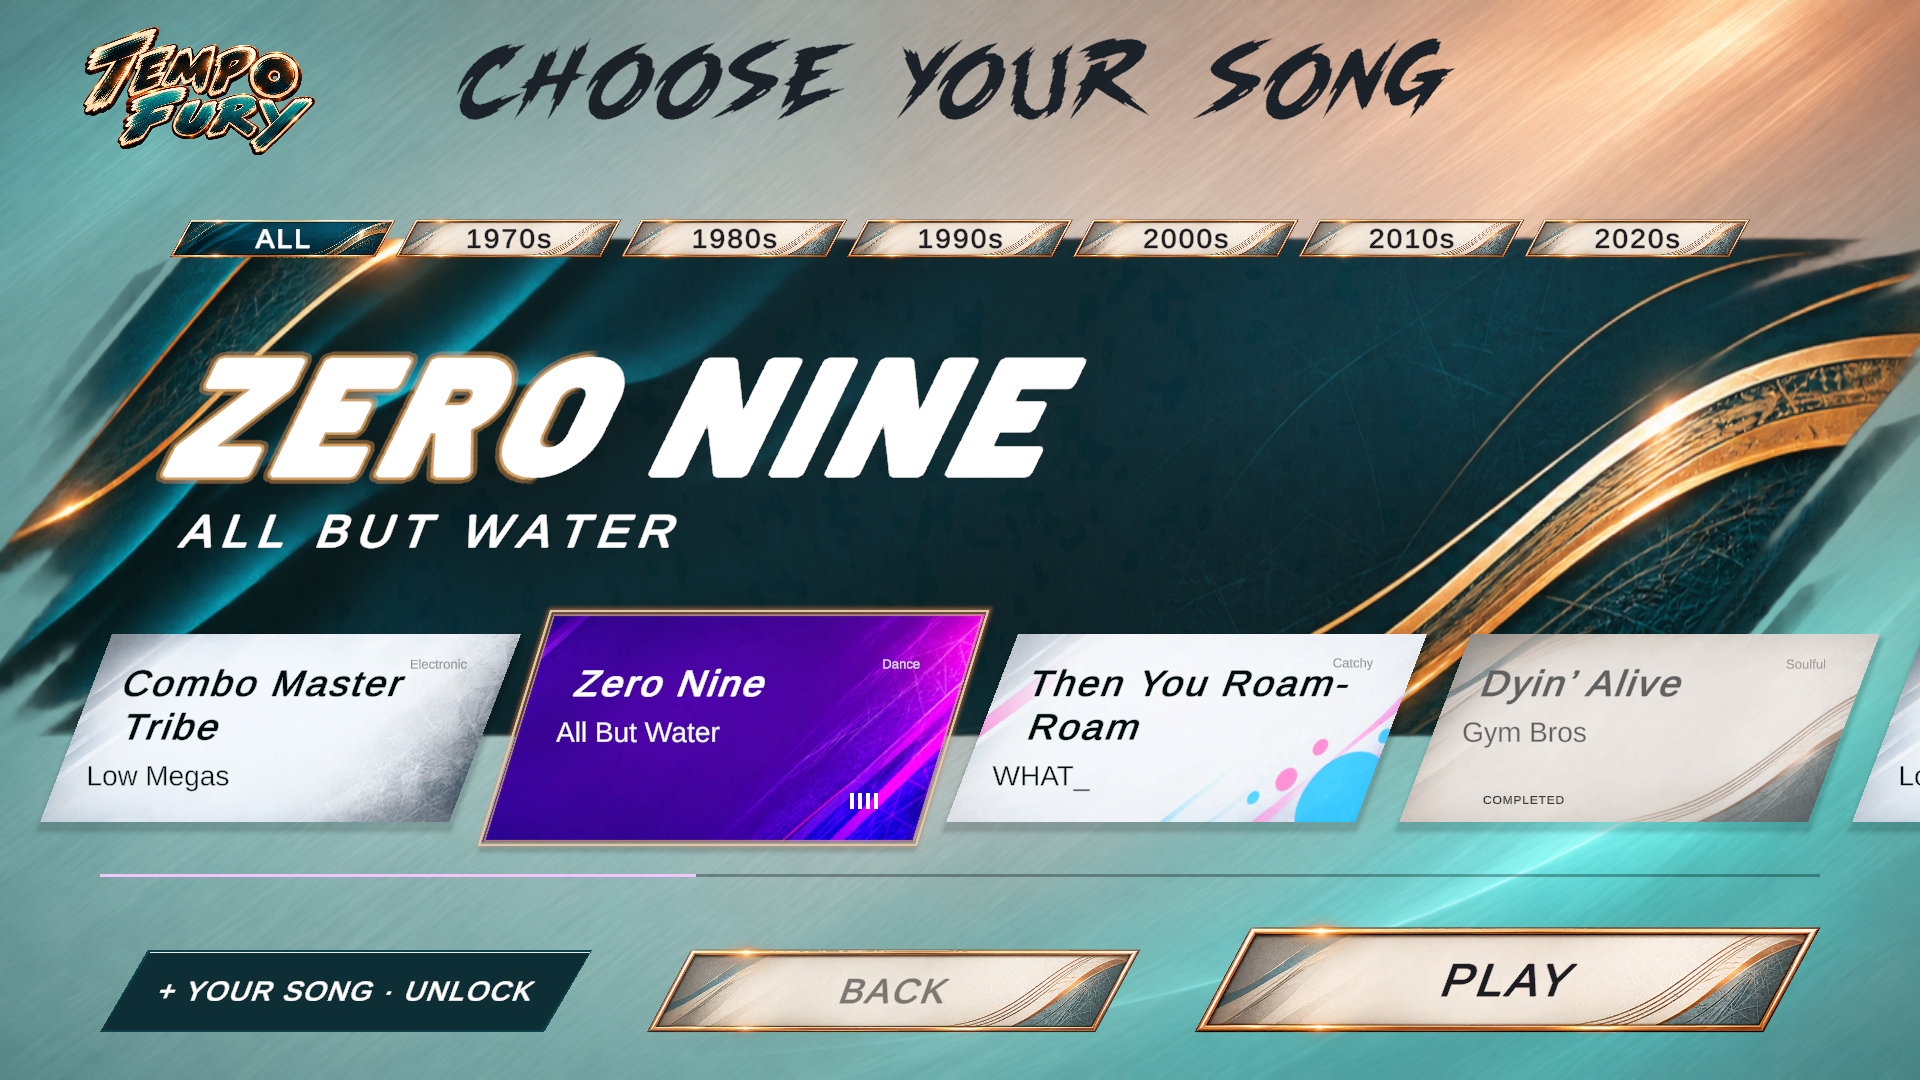 TEMPO
FURY
CHOOSE YOUR SONG
ALL
1970s
1980s
1990s
2000s
2010s
2020s
ZERO NINE
ALL BUT WATER
Combo Master
Tribe
Electronic
Low Megas
Zero Nine
Dance
All But Water
Then You Roam-
Roam
Catchy
WHAT_
Dyin’ Alive
Soulful
Gym Bros
COMPLETED
+ YOUR SONG · UNLOCK
BACK
PLAY